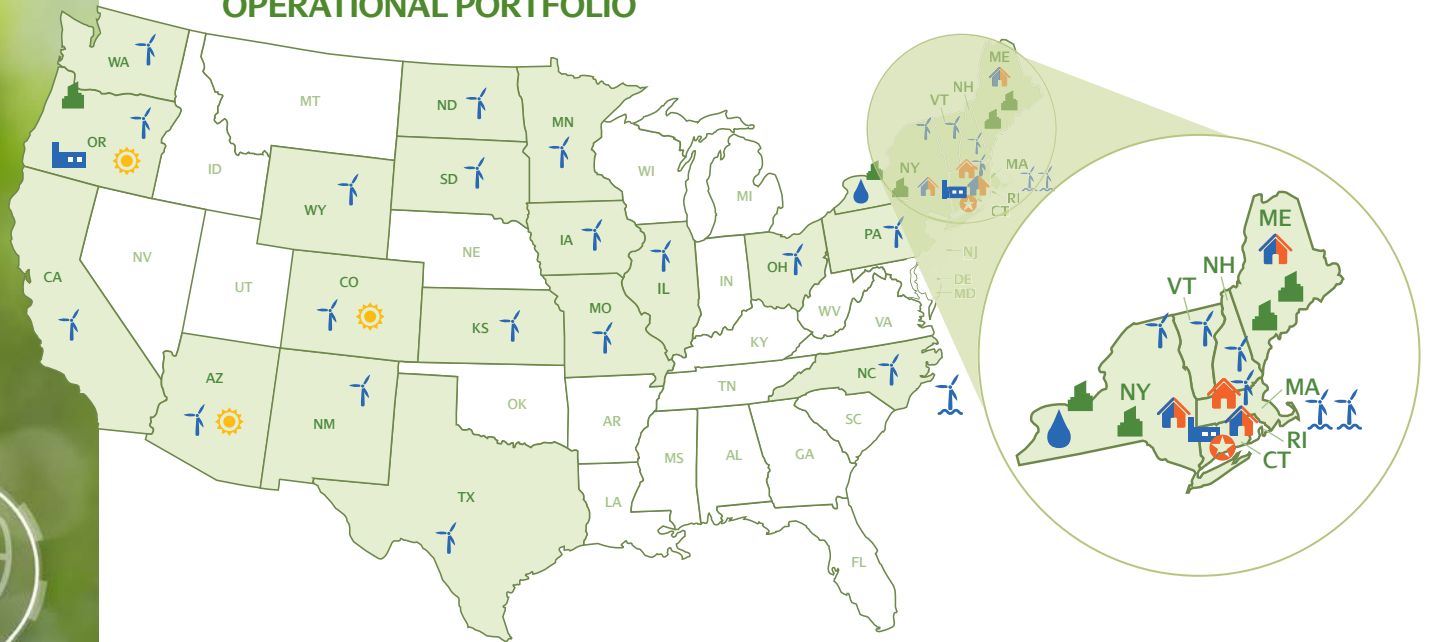 OPERATIONAL PORTFOLIO
WA
MT
ND
MN
OR
ID
SD
WI
MI
WY
NE
IA
NV
UT
CA
CO
IL
IN
OH
PA
NY
VT
NH
ME
MA
RI
CT
NJ
DE
MD
KS
MO
WV
VA
KY
AZ
NM
OK
AR
TN
NC
SC
MS
AL
GA
LA
TX
FL
ME
NH
VT
NY
MA
RI
CT